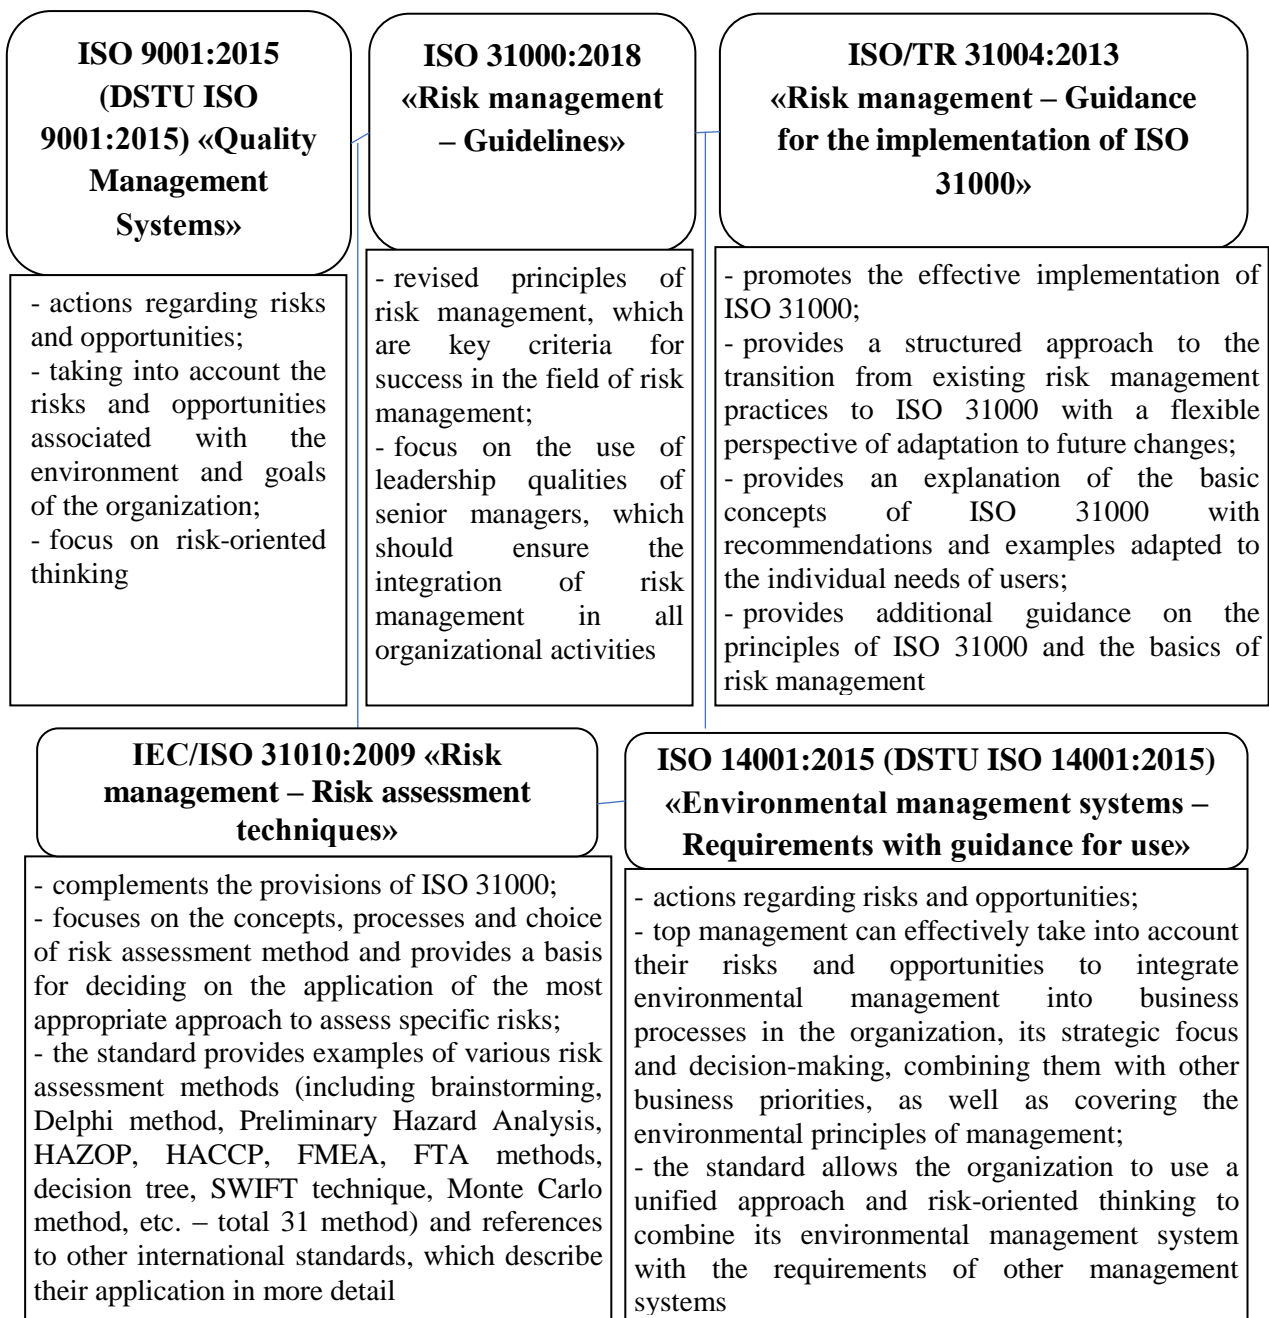 ISO 9001:2015
(DSTU ISO
9001:2015) «Quality
Management
Systems»
- actions regarding risks
and opportunities;
- taking into account the
risks and opportunities
associated with the
environment and goals
of the organization;
- focus on risk-oriented
thinking
ISO 31000:2018
«Risk management
– Guidelines»
- revised principles of
risk management, which
are key criteria for
success in the field of risk
management;
- focus on the use of
leadership qualities of
senior managers, which
should ensure the
integration of risk
management in all
organizational activities
ISO/TR 31004:2013
«Risk management – Guidance
for the implementation of ISO
31000»
- promotes the effective implementation of
ISO 31000;
- provides a structured approach to the
transition from existing risk management
practices to ISO 31000 with a flexible
perspective of adaptation to future changes;
- provides an explanation of the basic
concepts of ISO 31000 with
recommendations and examples adapted to
the individual needs of users;
- provides additional guidance on the
principles of ISO 31000 and the basics of
risk management
IEC/ISO 31010:2009 «Risk
management – Risk assessment
techniques»
- complements the provisions of ISO 31000;
- focuses on the concepts, processes and choice
of risk assessment method and provides a basis
for deciding on the application of the most
appropriate approach to assess specific risks;
- the standard provides examples of various risk
assessment methods (including brainstorming,
Delphi method, Preliminary Hazard Analysis,
HAZOP, HACCP, FMEA, FTA methods,
decision tree, SWIFT technique, Monte Carlo
method, etc. – total 31 method) and references
to other international standards, which describe
their application in more detail
ISO 14001:2015 (DSTU ISO 14001:2015)
«Environmental management systems –
Requirements with guidance for use»
- actions regarding risks and opportunities;
- top management can effectively take into account
their risks and opportunities to integrate
environmental management into business
processes in the organization, its strategic focus
and decision-making, combining them with other
business priorities, as well as covering the
environmental principles of management;
- the standard allows the organization to use a
unified approach and risk-oriented thinking to
combine its environmental management system
with the requirements of other management
systems